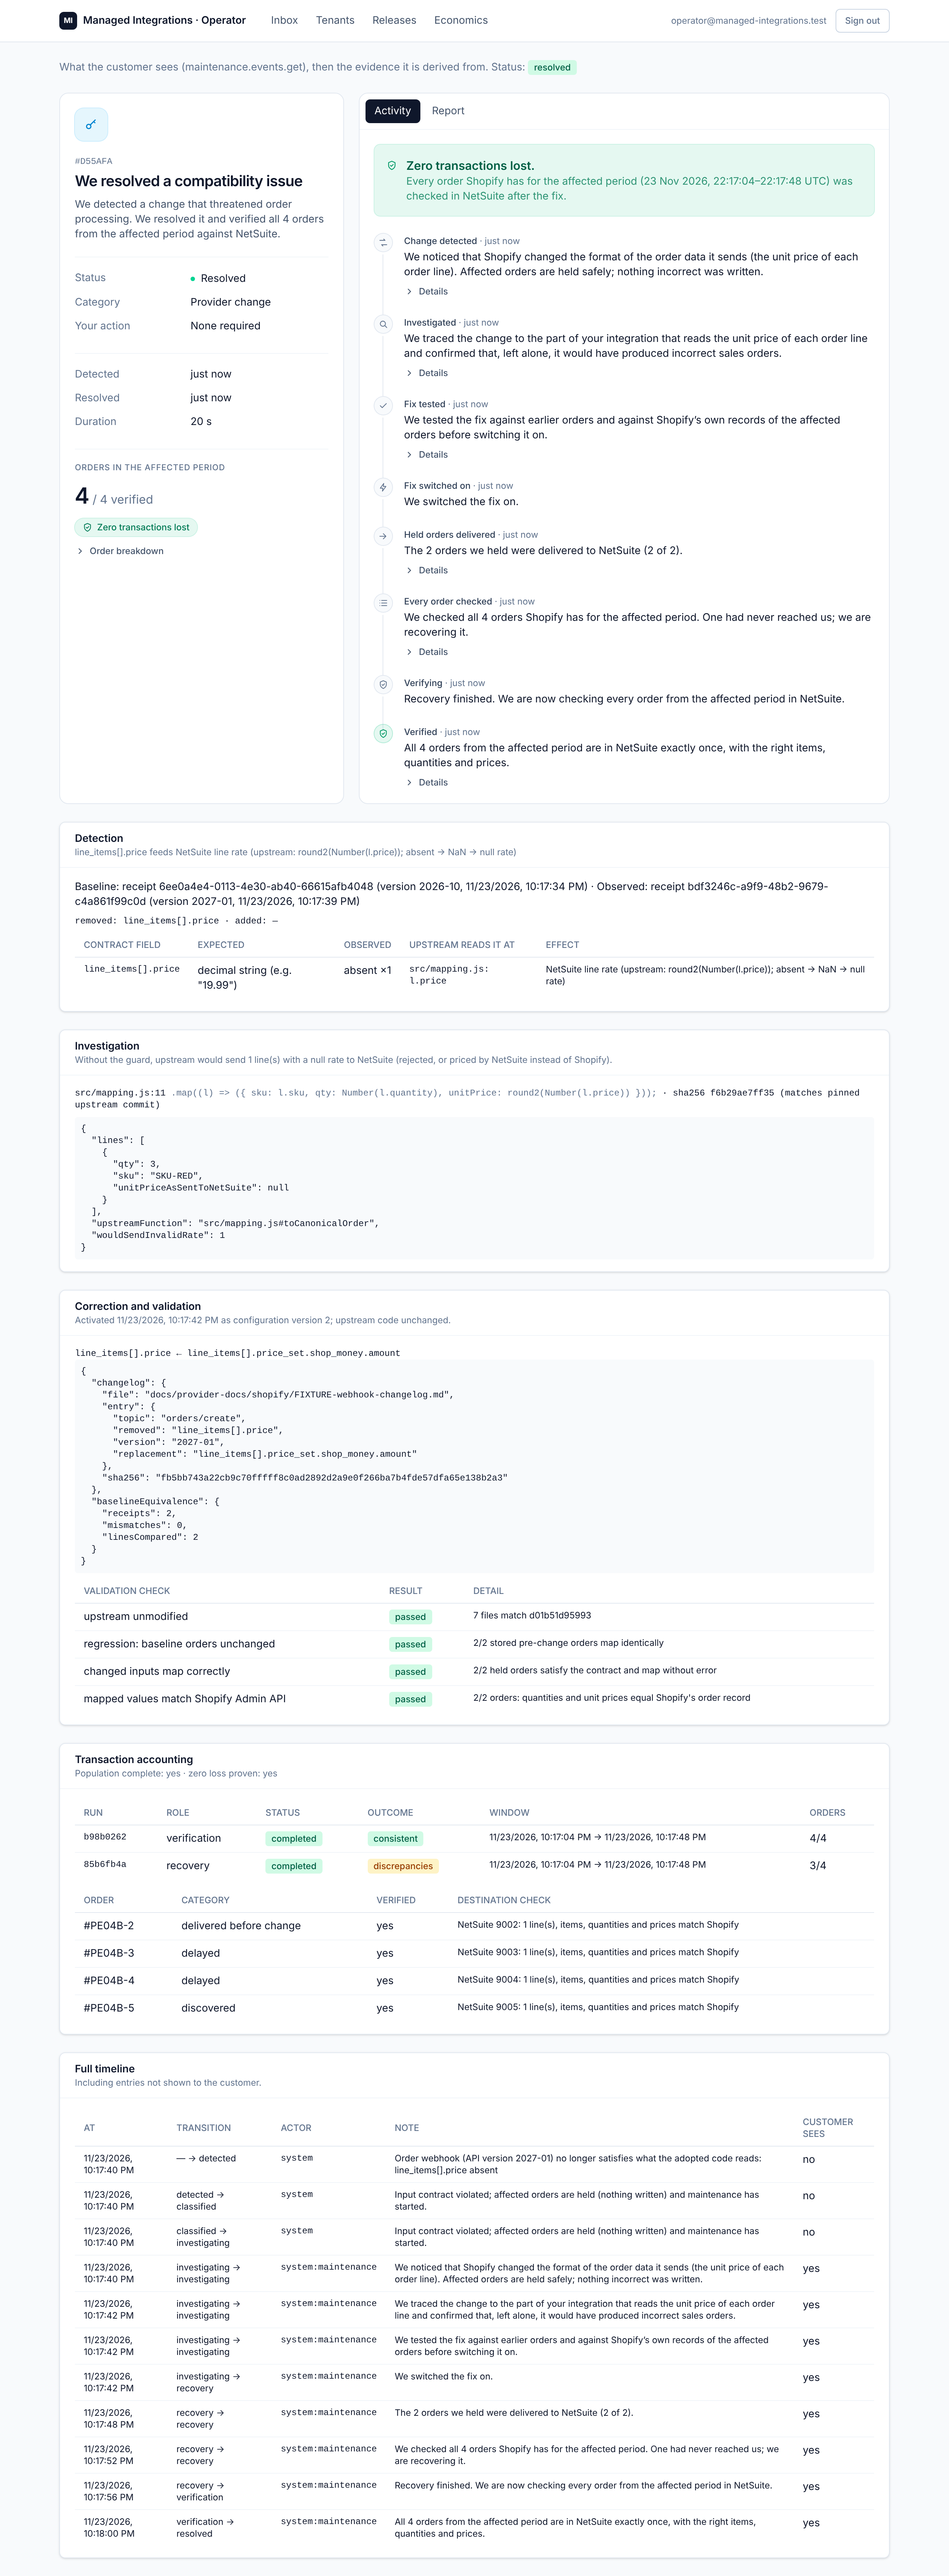 MI Managed Integrations · Operator Inbox Tenants Releases Economics operator@managed-integrations.test Sign out
What the customer sees (maintenance.events.get), then the evidence it is derived from. Status: resolved
#D55AFA
We resolved a compatibility issue
We detected a change that threatened order
processing. We resolved it and verified all 4 orders
from the affected period against NetSuite.
Status Resolved
Category Provider change
Your action None required
Detected just now
Resolved just now
Duration 20 s
ORDERS IN THE AFFECTED PERIOD
4 / 4 verified
Zero transactions lost
Order breakdown
Activity Report
Zero transactions lost.
Every order Shopify has for the affected period (23 Nov 2026, 22:17:04–22:17:48 UTC) was
checked in NetSuite after the fix.
Change detected · just now
We noticed that Shopify changed the format of the order data it sends (the unit price of each
order line). Affected orders are held safely; nothing incorrect was written.
Details
Investigated · just now
We traced the change to the part of your integration that reads the unit price of each order line
and confirmed that, left alone, it would have produced incorrect sales orders.
Details
Fix tested · just now
We tested the fix against earlier orders and against Shopify’s own records of the affected
orders before switching it on.
Details
Fix switched on · just now
We switched the fix on.
Held orders delivered · just now
The 2 orders we held were delivered to NetSuite (2 of 2).
Details
Every order checked · just now
We checked all 4 orders Shopify has for the affected period. One had never reached us; we are
recovering it.
Details
Verifying · just now
Recovery finished. We are now checking every order from the affected period in NetSuite.
Verified · just now
All 4 orders from the affected period are in NetSuite exactly once, with the right items,
quantities and prices.
Details
Detection
line_items[].price feeds NetSuite line rate (upstream: round2(Number(l.price)); absent → NaN → null rate)
Baseline: receipt 6ee0a4e4-0113-4e30-ab40-66615afb4048 (version 2026-10, 11/23/2026, 10:17:34 PM) · Observed: receipt bdf3246c-a9f9-48b2-9679-
c4a861f99c0d (version 2027-01, 11/23/2026, 10:17:39 PM)
removed: line_items[].price · added: —
CONTRACT FIELD EXPECTED OBSERVED UPSTREAM READS IT AT EFFECT
line_items[].price decimal string (e.g. absent ×1 src/mapping.js: NetSuite line rate (upstream: round2(Number(l.price)); absent → NaN → null
"19.99") l.price rate)
Investigation
Without the guard, upstream would send 1 line(s) with a null rate to NetSuite (rejected, or priced by NetSuite instead of Shopify).
src/mapping.js:11 .map((l) => ({ sku: l.sku, qty: Number(l.quantity), unitPrice: round2(Number(l.price)) })); · sha256 f6b29ae7ff35 (matches pinned
upstream commit)
{
"lines": [
{
"qty": 3,
"sku": "SKU-RED",
"unitPriceAsSentToNetSuite": null
}
],
"upstreamFunction": "src/mapping.js#toCanonicalOrder",
"wouldSendInvalidRate": 1
}
Correction and validation
Activated 11/23/2026, 10:17:42 PM as configuration version 2; upstream code unchanged.
line_items[].price ← line_items[].price_set.shop_money.amount
{
"changelog": {
"file": "docs/provider-docs/shopify/FIXTURE-webhook-changelog.md",
"entry": {
"topic": "orders/create",
"removed": "line_items[].price",
"version": "2027-01",
"replacement": "line_items[].price_set.shop_money.amount"
},
"sha256": "fb5bb743a22cb9c70fffff8c0ad2892d2a9e0f266ba7b4fde57dfa65e138b2a3"
},
"baselineEquivalence": {
"receipts": 2,
"mismatches": 0,
"linesCompared": 2
}
}
VALIDATION CHECK RESULT DETAIL
upstream unmodified passed 7 files match d01b51d95993
regression: baseline orders unchanged passed 2/2 stored pre-change orders map identically
changed inputs map correctly passed 2/2 held orders satisfy the contract and map without error
mapped values match Shopify Admin API passed 2/2 orders: quantities and unit prices equal Shopify's order record
Transaction accounting
Population complete: yes · zero loss proven: yes
RUN ROLE STATUS OUTCOME WINDOW ORDERS
b98b0262 verification completed consistent 11/23/2026, 10:17:04 PM → 11/23/2026, 10:17:48 PM 4/4
85b6fb4a recovery completed discrepancies 11/23/2026, 10:17:04 PM → 11/23/2026, 10:17:48 PM 3/4
ORDER CATEGORY VERIFIED DESTINATION CHECK
#PE04B-2 delivered before change yes NetSuite 9002: 1 line(s), items, quantities and prices match Shopify
#PE04B-3 delayed yes NetSuite 9003: 1 line(s), items, quantities and prices match Shopify
#PE04B-4 delayed yes NetSuite 9004: 1 line(s), items, quantities and prices match Shopify
#PE04B-5 discovered yes NetSuite 9005: 1 line(s), items, quantities and prices match Shopify
Full timeline
Including entries not shown to the customer.
AT TRANSITION ACTOR NOTE CUSTOMER
SEES
11/23/2026, — → detected system Order webhook (API version 2027-01) no longer satisfies what the adopted code reads: no
10:17:40 PM line_items[].price absent
11/23/2026, detected → system Input contract violated; affected orders are held (nothing written) and maintenance has no
10:17:40 PM classified started.
11/23/2026, classified → system Input contract violated; affected orders are held (nothing written) and maintenance has no
10:17:40 PM investigating started.
11/23/2026, investigating → system:maintenance We noticed that Shopify changed the format of the order data it sends (the unit price of each yes
10:17:40 PM investigating order line). Affected orders are held safely; nothing incorrect was written.
11/23/2026, investigating → system:maintenance We traced the change to the part of your integration that reads the unit price of each order yes
10:17:42 PM investigating line and confirmed that, left alone, it would have produced incorrect sales orders.
11/23/2026, investigating → system:maintenance We tested the fix against earlier orders and against Shopify’s own records of the affected yes
10:17:42 PM investigating orders before switching it on.
11/23/2026, investigating → system:maintenance We switched the fix on. yes
10:17:42 PM recovery
11/23/2026, recovery → system:maintenance The 2 orders we held were delivered to NetSuite (2 of 2). yes
10:17:48 PM recovery
11/23/2026, recovery → system:maintenance We checked all 4 orders Shopify has for the affected period. One had never reached us; we yes
10:17:52 PM recovery are recovering it.
11/23/2026, recovery → system:maintenance Recovery finished. We are now checking every order from the affected period in NetSuite. yes
10:17:56 PM verification
11/23/2026, verification → system:maintenance All 4 orders from the affected period are in NetSuite exactly once, with the right items, yes
10:18:00 PM resolved quantities and prices.